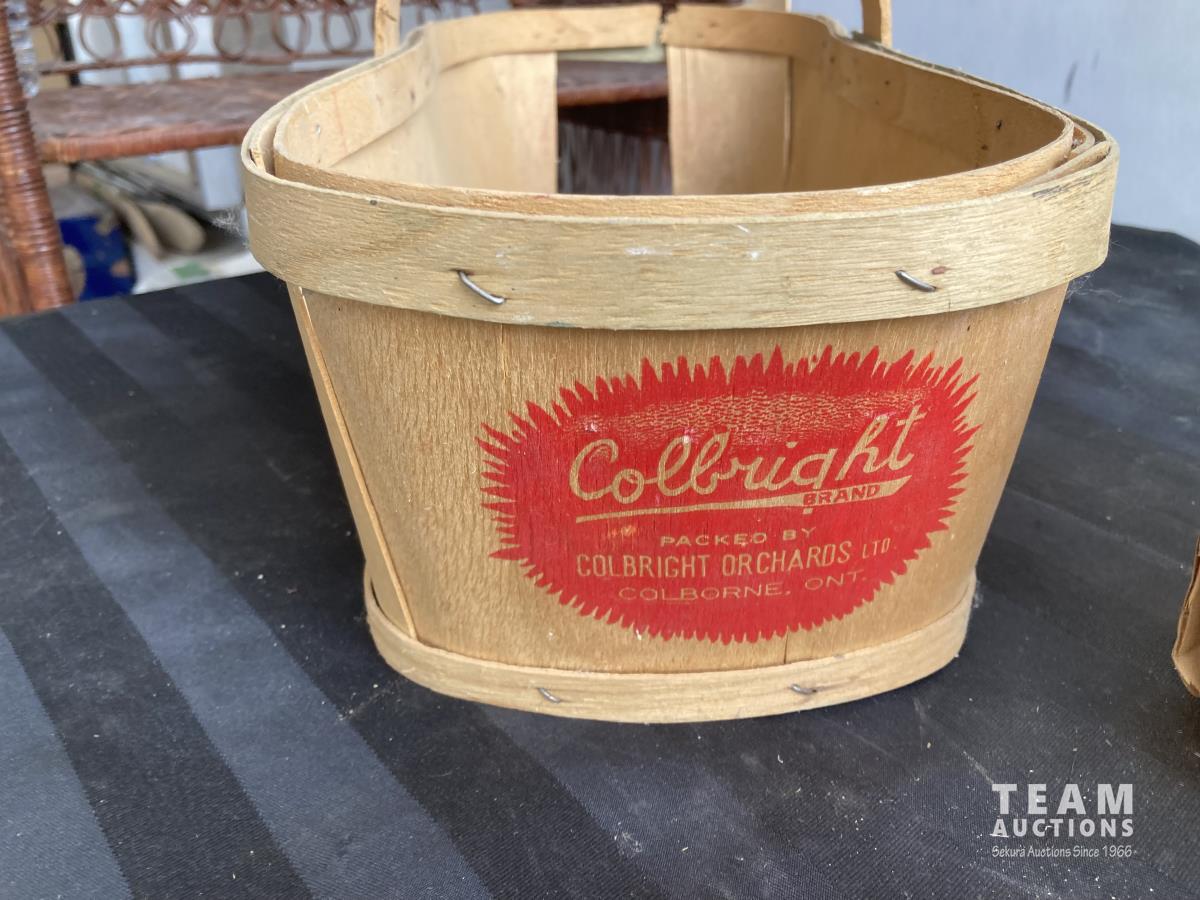 Colbright
BRAND
PACKED BY
COLBRIGHT ORCHARDS LTD.
COLBORNE, ONT.
TEAM
AUCTIONS
Sekura Auctions Since 1966